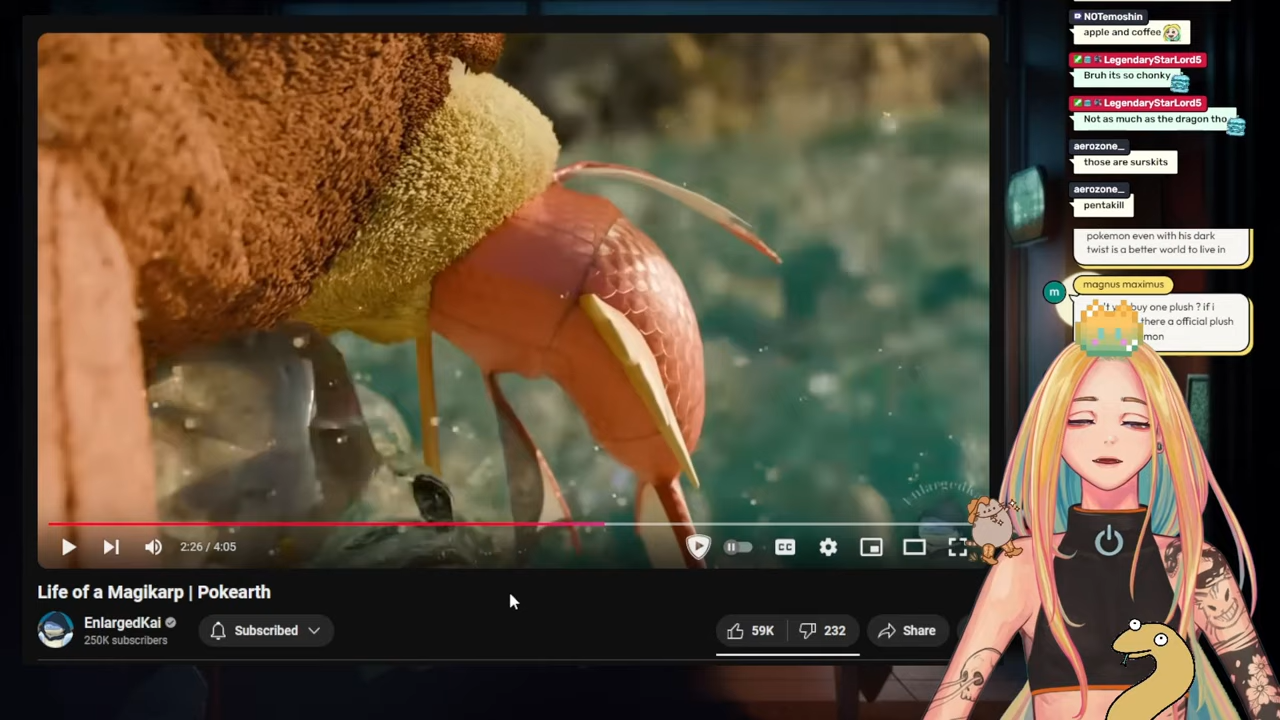 NOTemoshin
apple and coffee
LegendaryStarLord5
Bruh its so chonky
LegendaryStarLord5
Not as much as the dragon tho
aerozone_
those are surskits
aerozone_
pentakill
pokemon even with his dark
twist is a better world to live in
m
magnus maximus
buy one plush ? if i
there a official plush
2:26 / 4:05
CC
Life of a Magikarp | Pokearth
EnlargedKai
250K subscribers
Subscribed
59K
232
Share